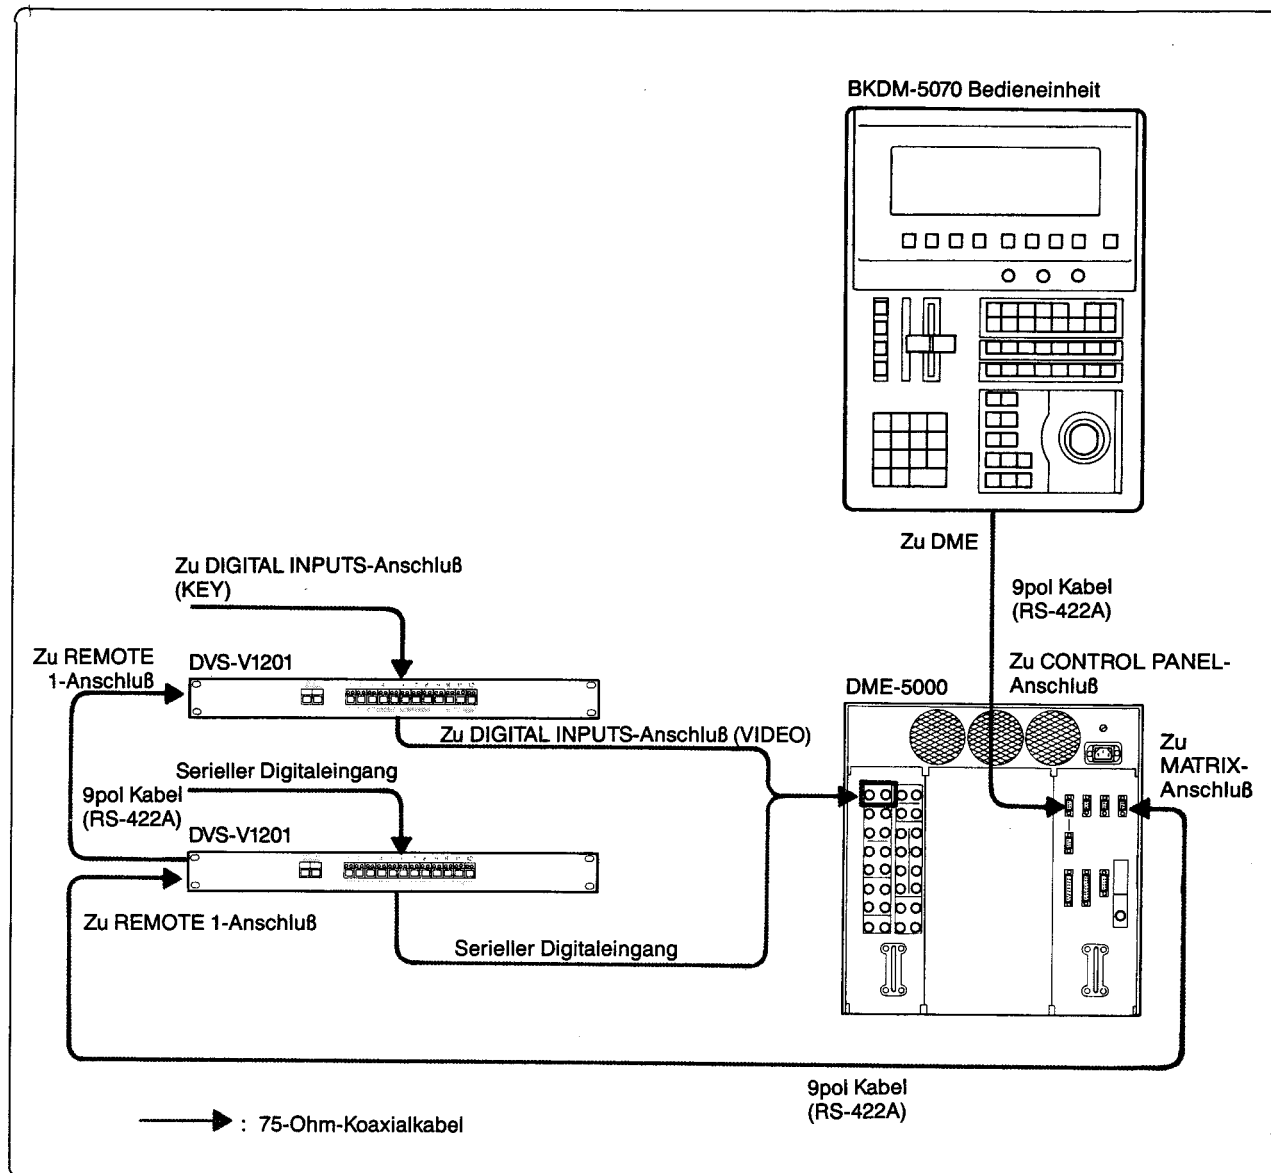 BKDM-5070 Bedieneinheit
Zu DME
9pol Kabel
(RS-422A)
Zu DIGITAL INPUTS-Anschluß
(KEY)
Zu REMOTE
1-Anschluß
DVS-V1201
Zu CONTROL PANEL-
Anschluß
DME-5000
Zu DIGITAL INPUTS-Anschluß (VIDEO)
Zu
MATRIX-
Anschluß
Serieller Digitaleingang
9pol Kabel
(RS-422A)
DVS-V1201
Zu REMOTE 1-Anschluß
Serieller Digitaleingang
9pol Kabel
(RS-422A)
: 75-Ohm-Koaxialkabel